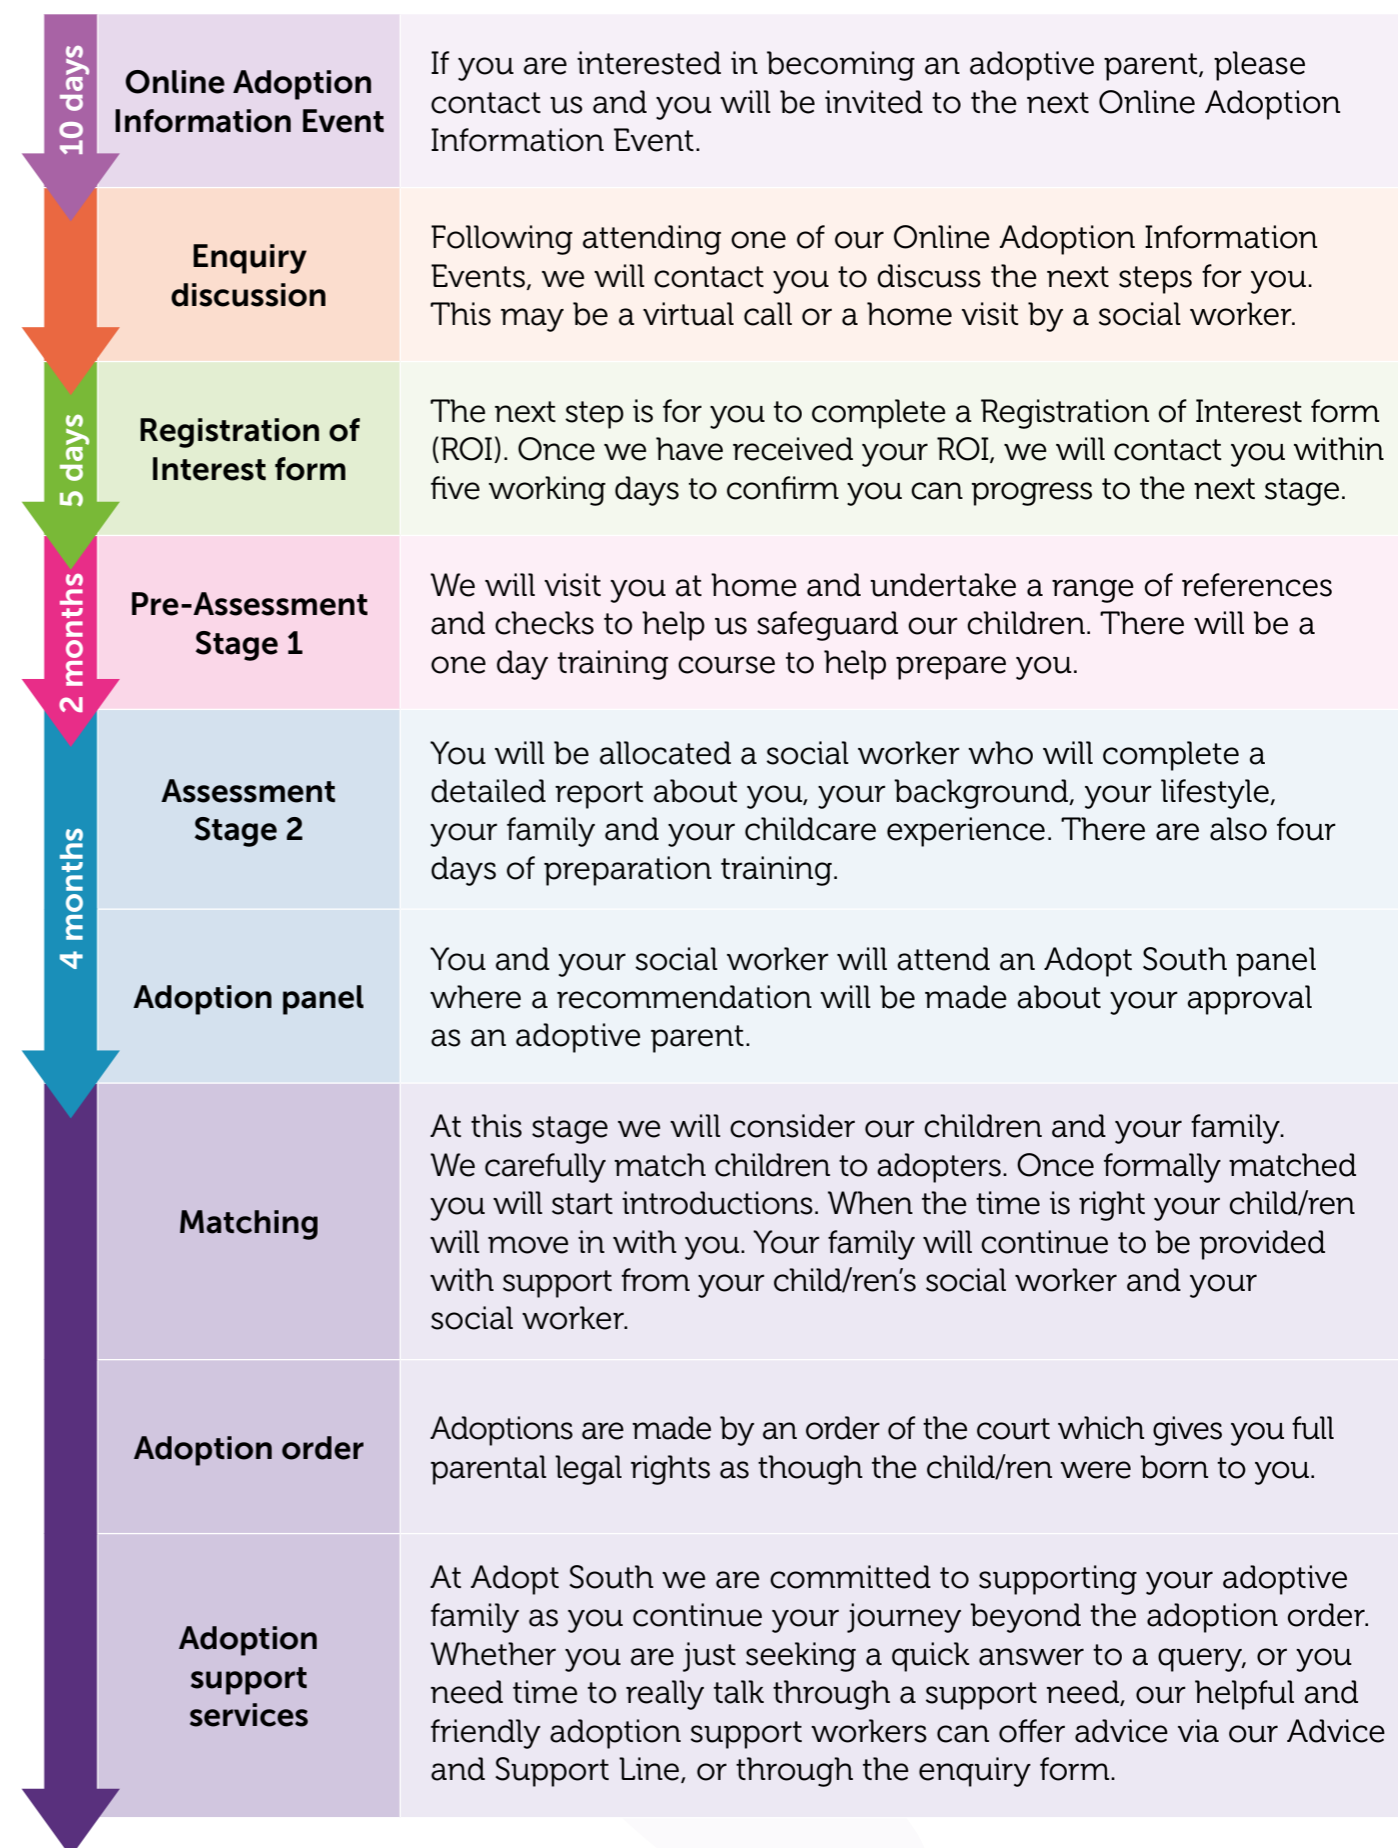 10 days
Online Adoption
Information Event
If you are interested in becoming an adoptive parent, please
contact us and you will be invited to the next Online Adoption
Information Event.
Enquiry
discussion
Following attending one of our Online Adoption Information
Events, we will contact you to discuss the next steps for you.
This may be a virtual call or a home visit by a social worker.
5 days
Registration of
Interest form
The next step is for you to complete a Registration of Interest form
(ROI). Once we have received your ROI, we will contact you within
five working days to confirm you can progress to the next stage.
2 months
Pre-Assessment
Stage 1
We will visit you at home and undertake a range of references
and checks to help us safeguard our children. There will be a
one day training course to help prepare you.
4 months
Assessment
Stage 2
You will be allocated a social worker who will complete a
detailed report about you, your background, your lifestyle,
your family and your childcare experience. There are also four
days of preparation training.
Adoption panel
You and your social worker will attend an Adopt South panel
where a recommendation will be made about your approval
as an adoptive parent.
Matching
At this stage we will consider our children and your family.
We carefully match children to adopters. Once formally matched
you will start introductions. When the time is right your child/ren
will move in with you. Your family will continue to be provided
with support from your child/ren’s social worker and your
social worker.
Adoption order
Adoptions are made by an order of the court which gives you full
parental legal rights as though the child/ren were born to you.
Adoption
support
services
At Adopt South we are committed to supporting your adoptive
family as you continue your journey beyond the adoption order.
Whether you are just seeking a quick answer to a query, or you
need time to really talk through a support need, our helpful and
friendly adoption support workers can offer advice via our Advice
and Support Line, or through the enquiry form.